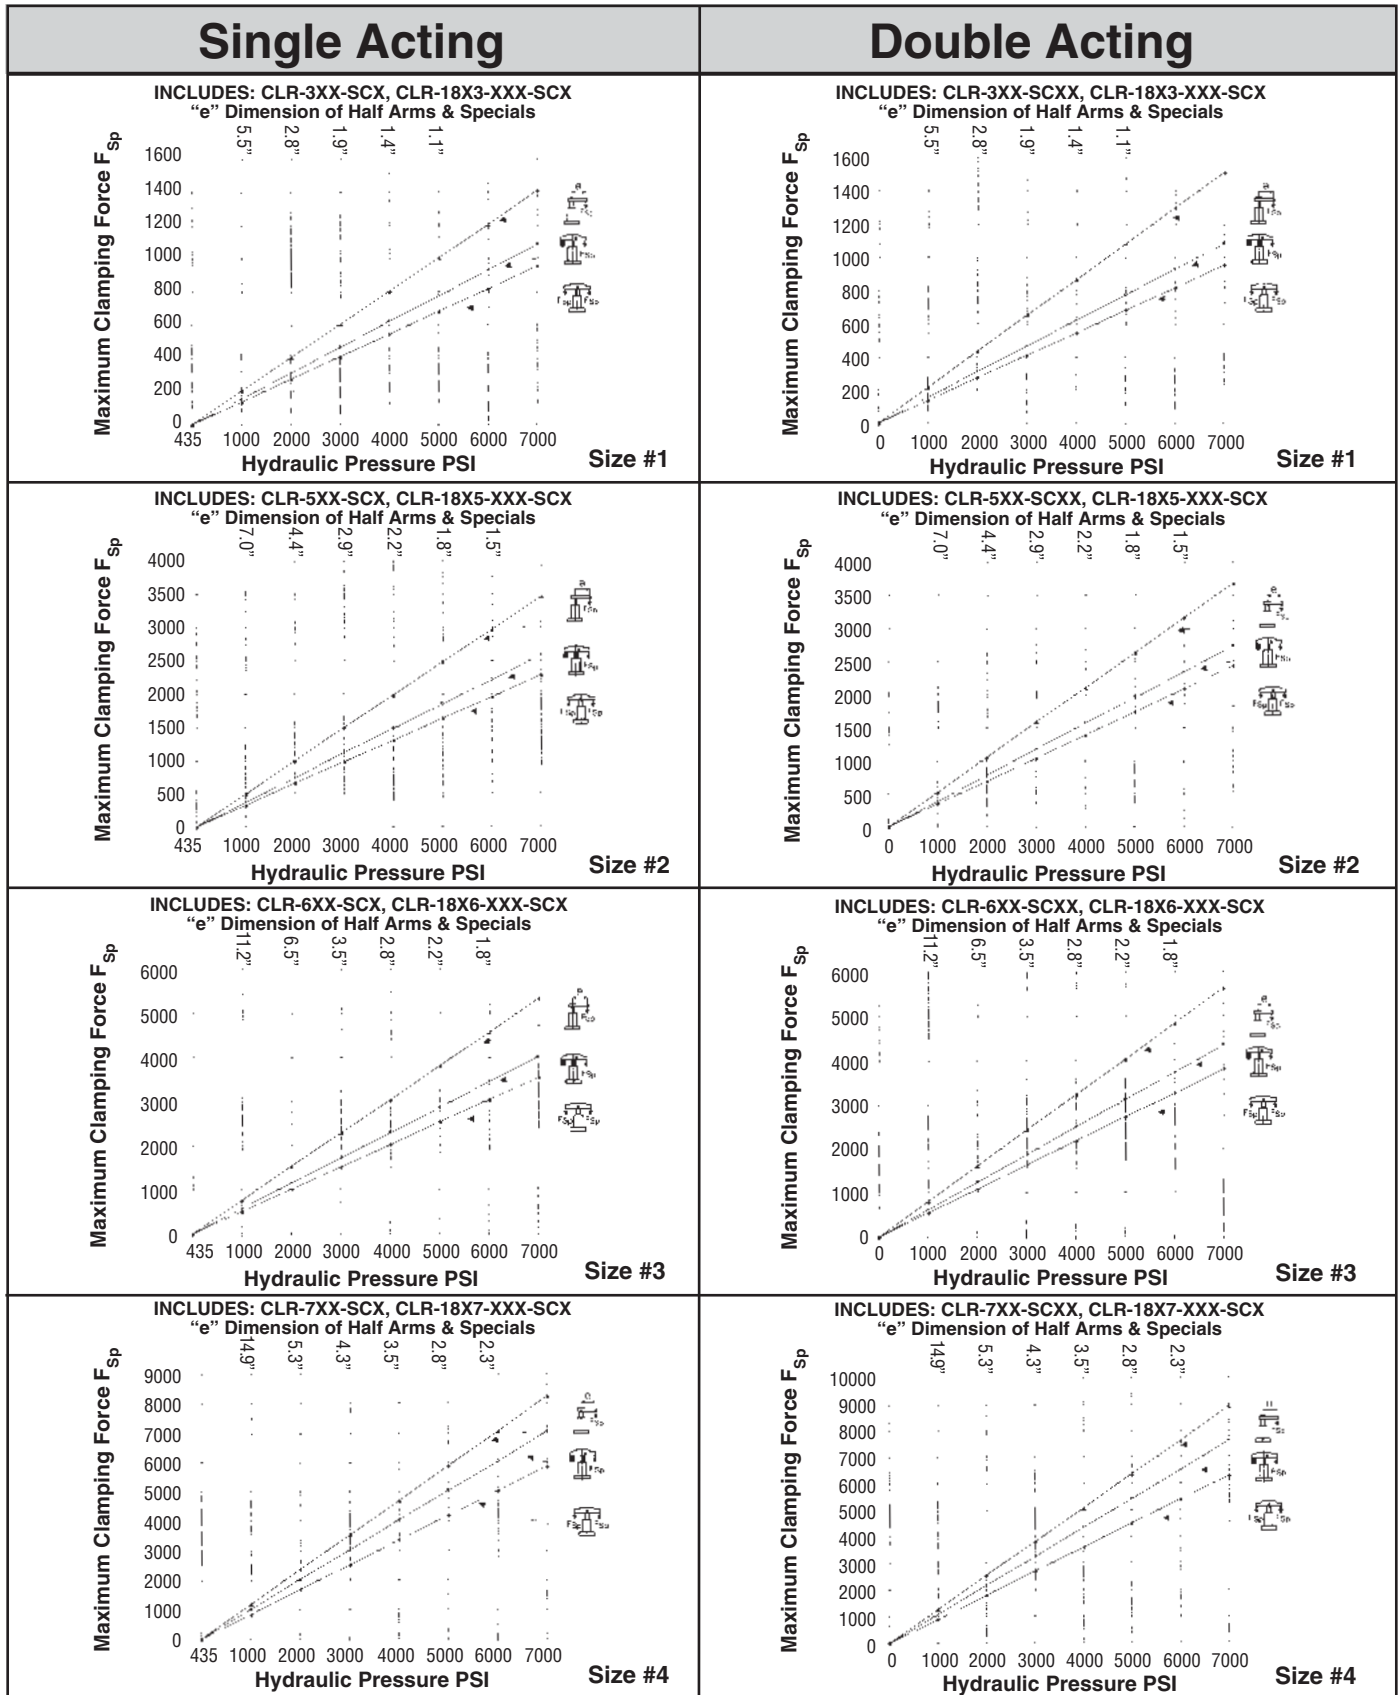 Single Acting
Double Acting
INCLUDES: CLR-3XX-SCX, CLR-18X3-XXX-SCX
“e” Dimension of Half Arms & Specials
5.5” 2.8” 1.9” 1.4” 1.1”
Maximum Clamping Force FSp
1600
1400
1200
1000
800
600
400
200
0
435 1000 2000 3000 4000 5000 6000 7000
Hydraulic Pressure PSI
Size #1
INCLUDES: CLR-3XX-SCXX, CLR-18X3-XXX-SCX
“e” Dimension of Half Arms & Specials
5.5” 2.8” 1.9” 1.4” 1.1”
Maximum Clamping Force FSp
1600
1400
1200
1000
800
600
400
200
0
0 1000 2000 3000 4000 5000 6000 7000
Hydraulic Pressure PSI
Size #1
INCLUDES: CLR-5XX-SCX, CLR-18X5-XXX-SCX
“e” Dimension of Half Arms & Specials
7.0” 4.4” 2.9” 2.2” 1.8” 1.5”
Maximum Clamping Force FSp
4000
3500
3000
2500
2000
1500
1000
500
0
435 1000 2000 3000 4000 5000 6000 7000
Hydraulic Pressure PSI
Size #2
INCLUDES: CLR-5XX-SCXX, CLR-18X5-XXX-SCX
“e” Dimension of Half Arms & Specials
7.0” 4.4” 2.9” 2.2” 1.8” 1.5”
Maximum Clamping Force FSp
4000
3500
3000
2500
2000
1500
1000
500
0
0 1000 2000 3000 4000 5000 6000 7000
Hydraulic Pressure PSI
Size #2
INCLUDES: CLR-6XX-SCX, CLR-18X6-XXX-SCX
“e” Dimension of Half Arms & Specials
11.2” 6.5” 3.5” 2.8” 2.2” 1.8”
Maximum Clamping Force FSp
6000
5000
4000
3000
2000
1000
0
435 1000 2000 3000 4000 5000 6000 7000
Hydraulic Pressure PSI
Size #3
INCLUDES: CLR-6XX-SCXX, CLR-18X6-XXX-SCX
“e” Dimension of Half Arms & Specials
11.2” 6.5” 3.5” 2.8” 2.2” 1.8”
Maximum Clamping Force FSp
6000
5000
4000
3000
2000
1000
0
0 1000 2000 3000 4000 5000 6000 7000
Hydraulic Pressure PSI
Size #3
INCLUDES: CLR-7XX-SCX, CLR-18X7-XXX-SCX
“e” Dimension of Half Arms & Specials
14.9” 5.3” 4.3” 3.5” 2.8” 2.3”
Maximum Clamping Force FSp
9000
8000
7000
6000
5000
4000
3000
2000
1000
0
435 1000 2000 3000 4000 5000 6000 7000
Hydraulic Pressure PSI
Size #4
INCLUDES: CLR-7XX-SCXX, CLR-18X7-XXX-SCX
“e” Dimension of Half Arms & Specials
14.9” 5.3” 4.3” 3.5” 2.8” 2.3”
Maximum Clamping Force FSp
10000
9000
8000
7000
6000
5000
4000
3000
2000
1000
0
0 1000 2000 3000 4000 5000 6000 7000
Hydraulic Pressure PSI
Size #4